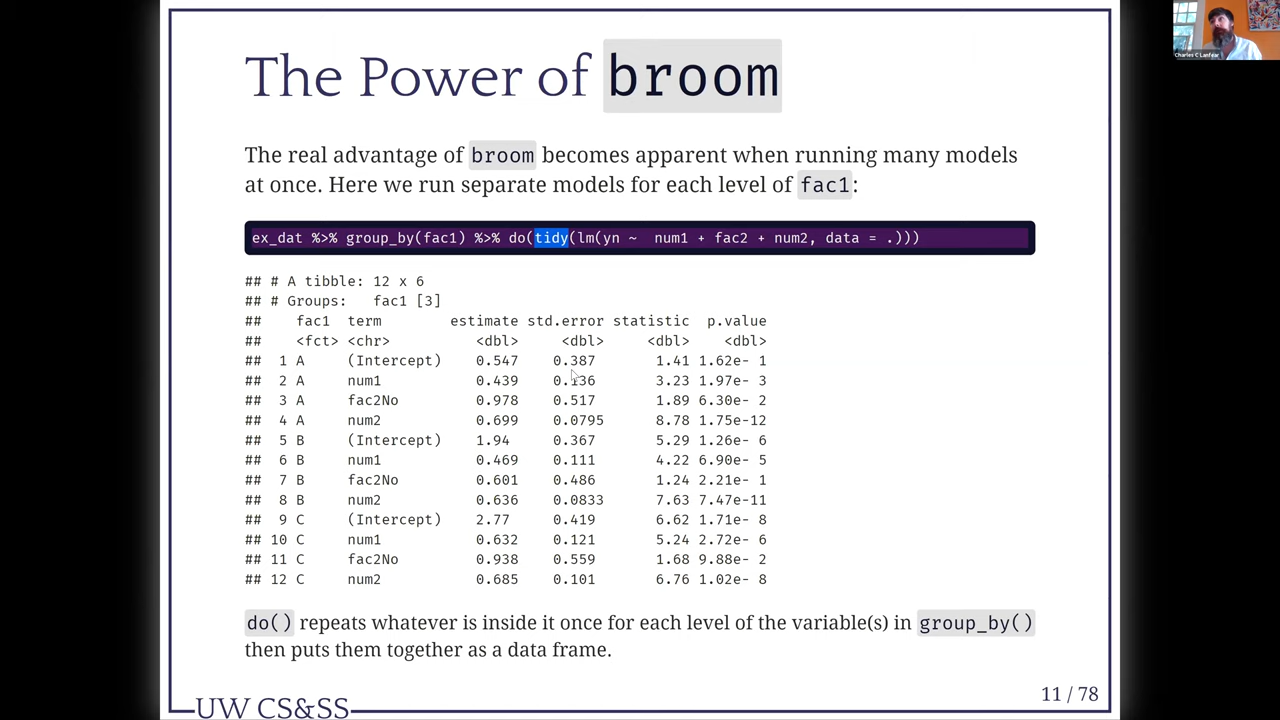 The Power of broom
The real advantage of broom becomes apparent when running many models
at once. Here we run separate models for each level of fac1:
ex_dat %>% group_by(fac1) %>% do(tidy(lm(yn ~  num1 + fac2 + num2, data = .)))
## # A tibble: 12 x 6
## # Groups:   fac1 [3]
##    fac1  term        estimate std.error statistic  p.value
##    <fct> <chr>          <dbl>     <dbl>     <dbl>    <dbl>
##  1 A     (Intercept)    0.547    0.387       1.41 1.62e- 1
##  2 A     num1           0.439    0.136       3.23 1.97e- 3
##  3 A     fac2No         0.978    0.517       1.89 6.30e- 2
##  4 A     num2           0.699    0.0795      8.78 1.75e-12
##  5 B     (Intercept)    1.94     0.367       5.29 1.26e- 6
##  6 B     num1           0.469    0.111       4.22 6.90e- 5
##  7 B     fac2No         0.601    0.486       1.24 2.21e- 1
##  8 B     num2           0.636    0.0833      7.63 7.47e-11
##  9 C     (Intercept)    2.77     0.419       6.62 1.71e- 8
## 10 C     num1           0.632    0.121       5.24 2.72e- 6
## 11 C     fac2No         0.938    0.559       1.68 9.88e- 2
## 12 C     num2           0.685    0.101       6.76 1.02e- 8
do() repeats whatever is inside it once for each level of the variable(s) in group_by()
then puts them together as a data frame.
UW CS&SS
11 / 78
Charles C Lanfear